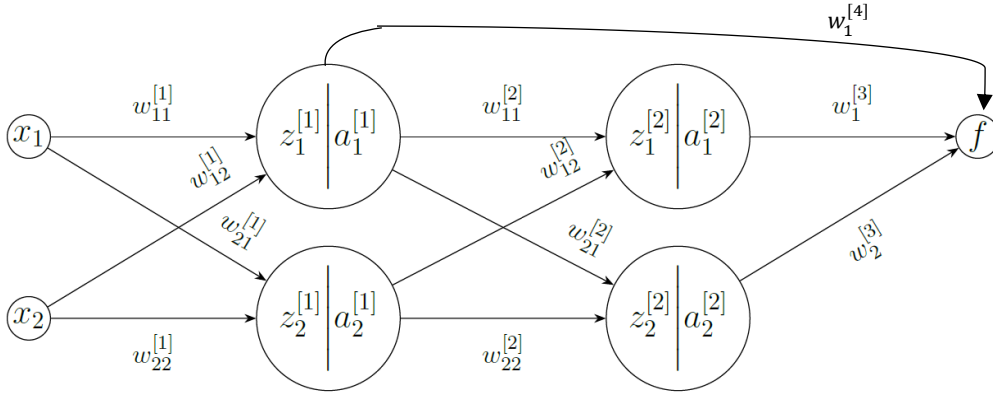 w_1^{[4]}
w_{11}^{[1]} w_{11}^{[2]} w_1^{[3]}
x_1 z_1^{[1]} a_1^{[1]} z_1^{[2]} a_1^{[2]} f
w_{12}^{[1]} w_{12}^{[2]}
w_{21}^{[1]} w_{21}^{[2]} w_2^{[3]}
x_2 z_2^{[1]} a_2^{[1]} z_2^{[2]} a_2^{[2]}
w_{22}^{[1]} w_{22}^{[2]}